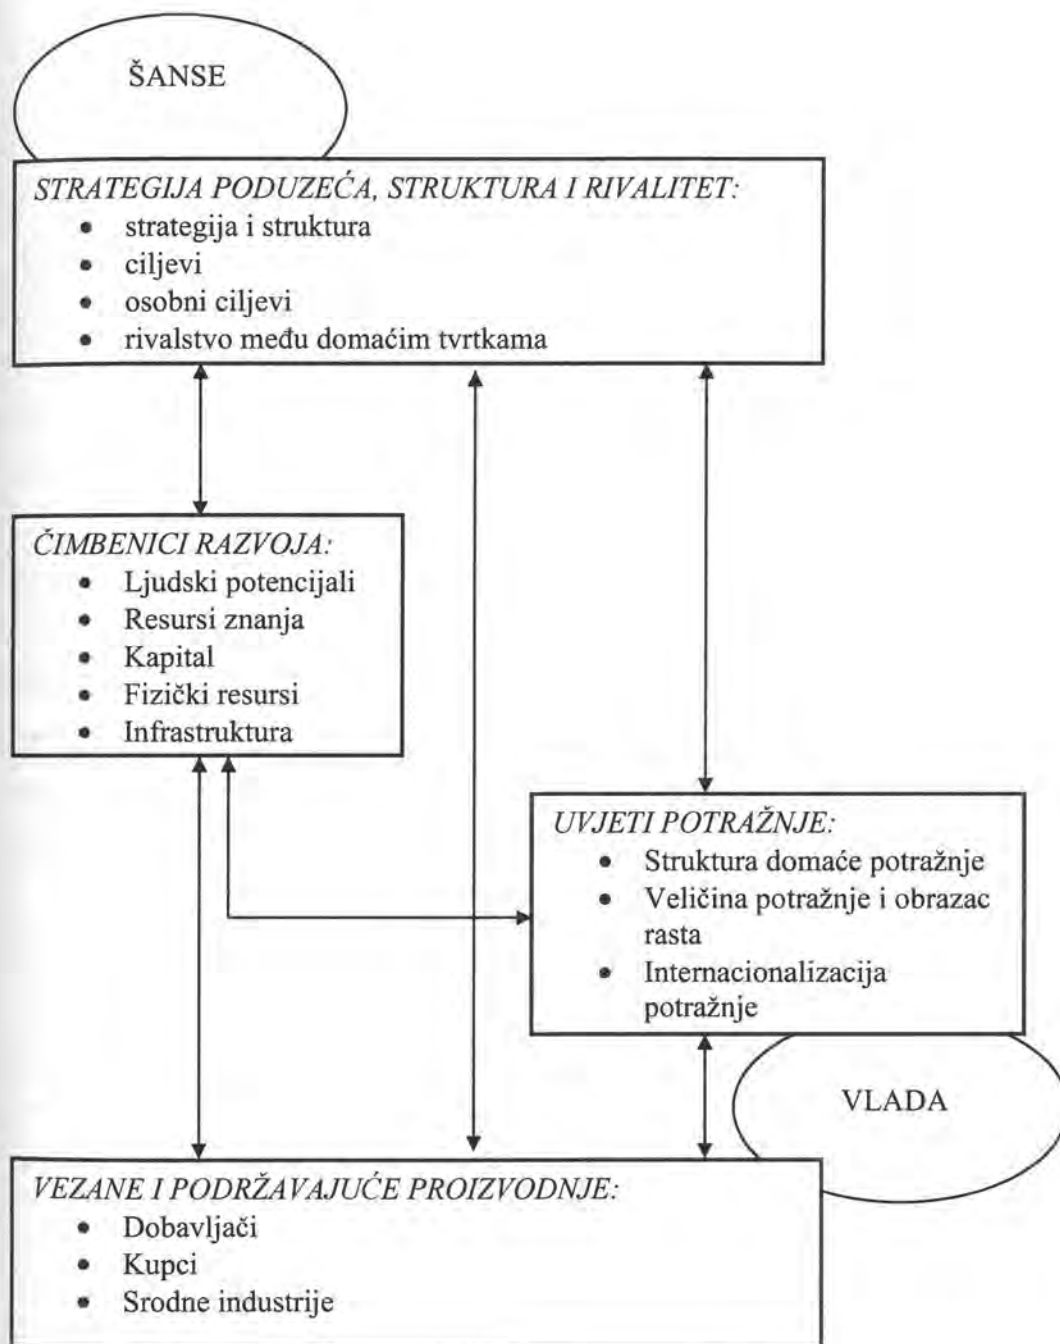 ŠANSE
STRATEGIJA PODUZEĆA, STRUKTURA I RIVALITET:
• strategija i struktura
• ciljevi
• osobni ciljevi
• rivalstvo među domaćim tvrtkama
ČIMBENICI RAZVOJA:
• Ljudski potencijali
• Resursi znanja
• Kapital
• Fizički resursi
• Infrastruktura
UVJETI POTRAŽNJE:
• Struktura domaće potražnje
• Veličina potražnje i obrazac
rasta
• Internacionalizacija
potražnje
VLADA
VEZANE I PODRŽAVAJUĆE PROIZVODNJE:
• Dobavljači
• Kupci
• Srodne industrije